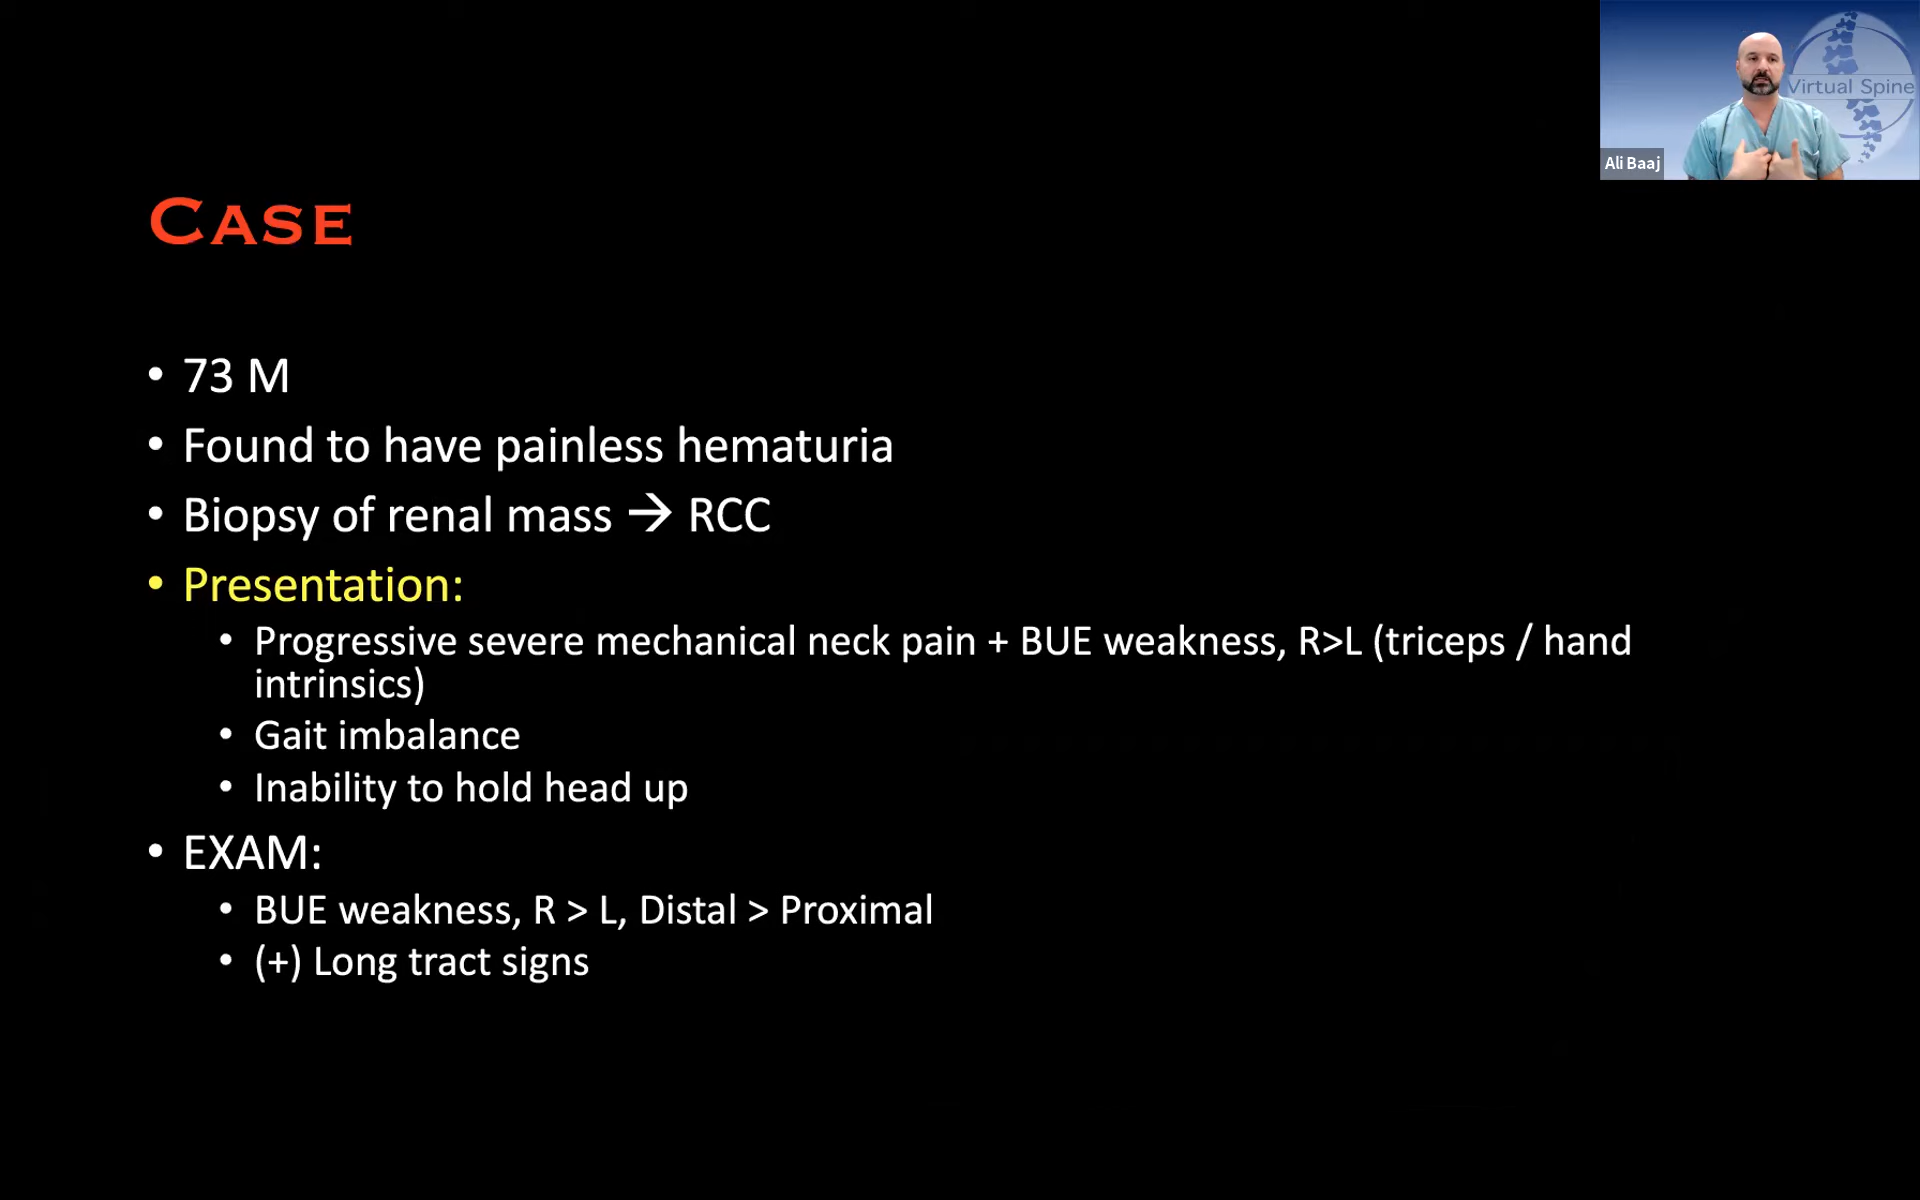 Virtual Spine
Ali Baaj
CASE
• 73 M
• Found to have painless hematuria
• Biopsy of renal mass → RCC
• Presentation:
• Progressive severe mechanical neck pain + BUE weakness, R>L (triceps / hand
intrinsics)
• Gait imbalance
• Inability to hold head up
• EXAM:
• BUE weakness, R > L, Distal > Proximal
• (+) Long tract signs